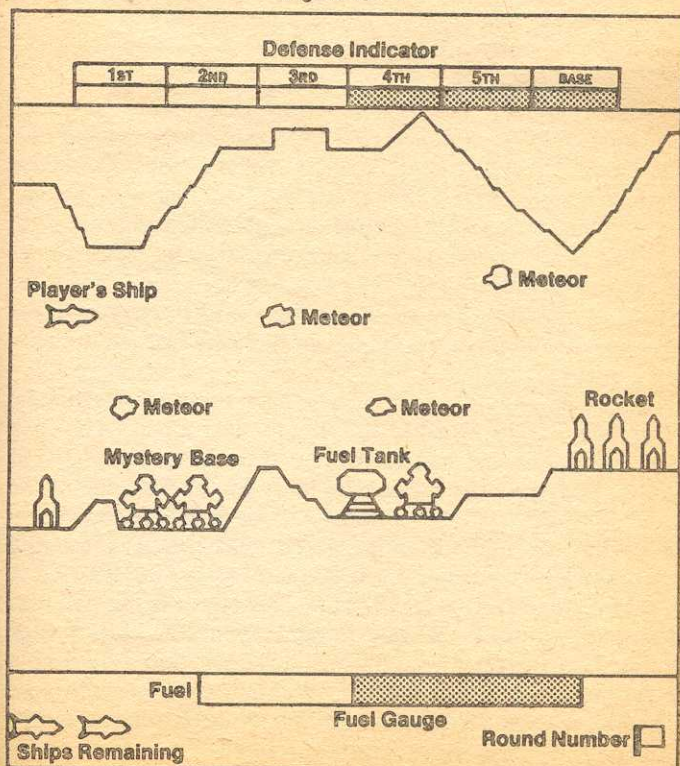 Defense Indicator
1ST 2ND 3RD 4TH 5TH BASE
Meteor
Player's Ship
Meteor
Rocket
Meteor
Meteor
Mystery Base
Fuel Tank
Fuel
Fuel Gauge
Ships Remaining
Round Number